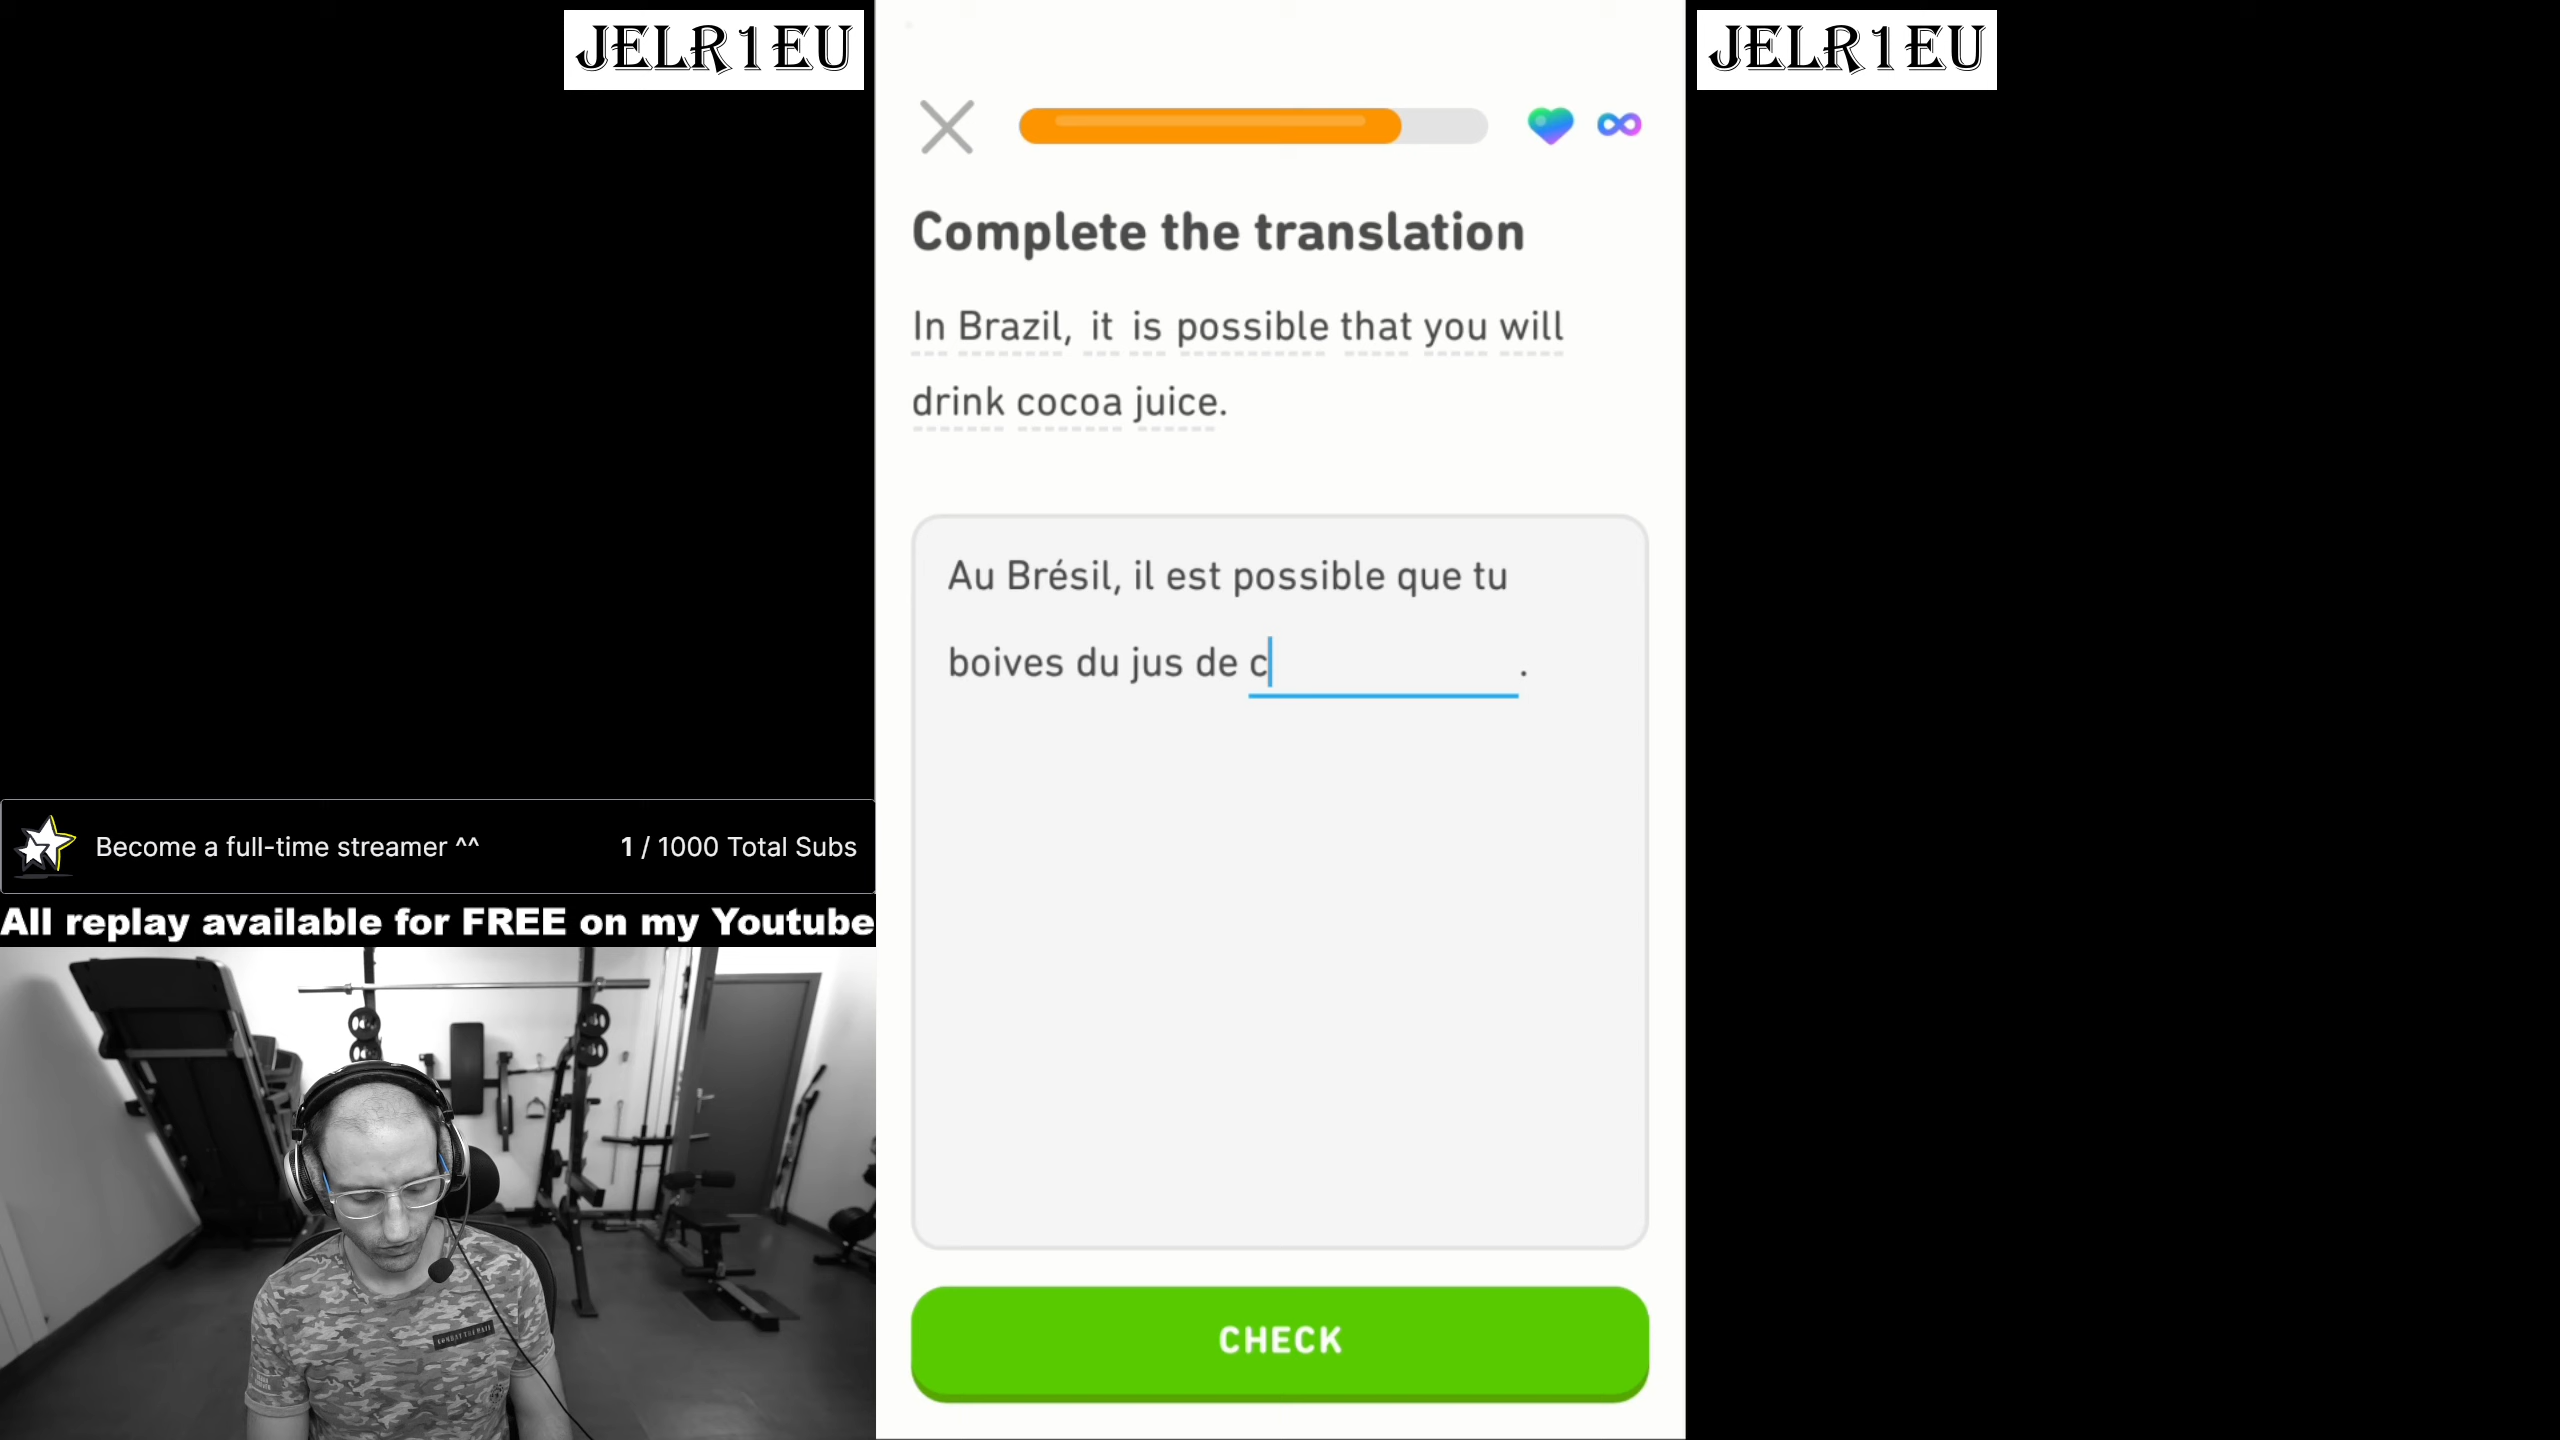 JELR1EU
JELR1EU
Complete the translation
In Brazil, it is possible that you will
drink cocoa juice.
Au Brésil, il est possible que tu
boives du jus de c .
CHECK
Become a full-time streamer ^^ 1 / 1000 Total Subs
All replay available for FREE on my Youtube